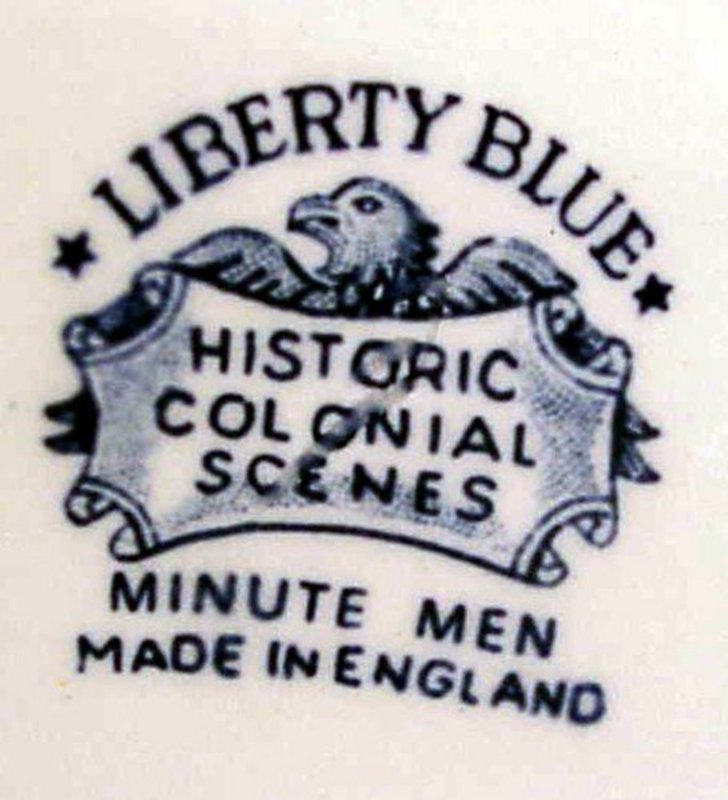 LIBERTY BLUE
HISTORIC
COLONIAL
SCENES
MINUTE MEN
MADE IN ENGLAND